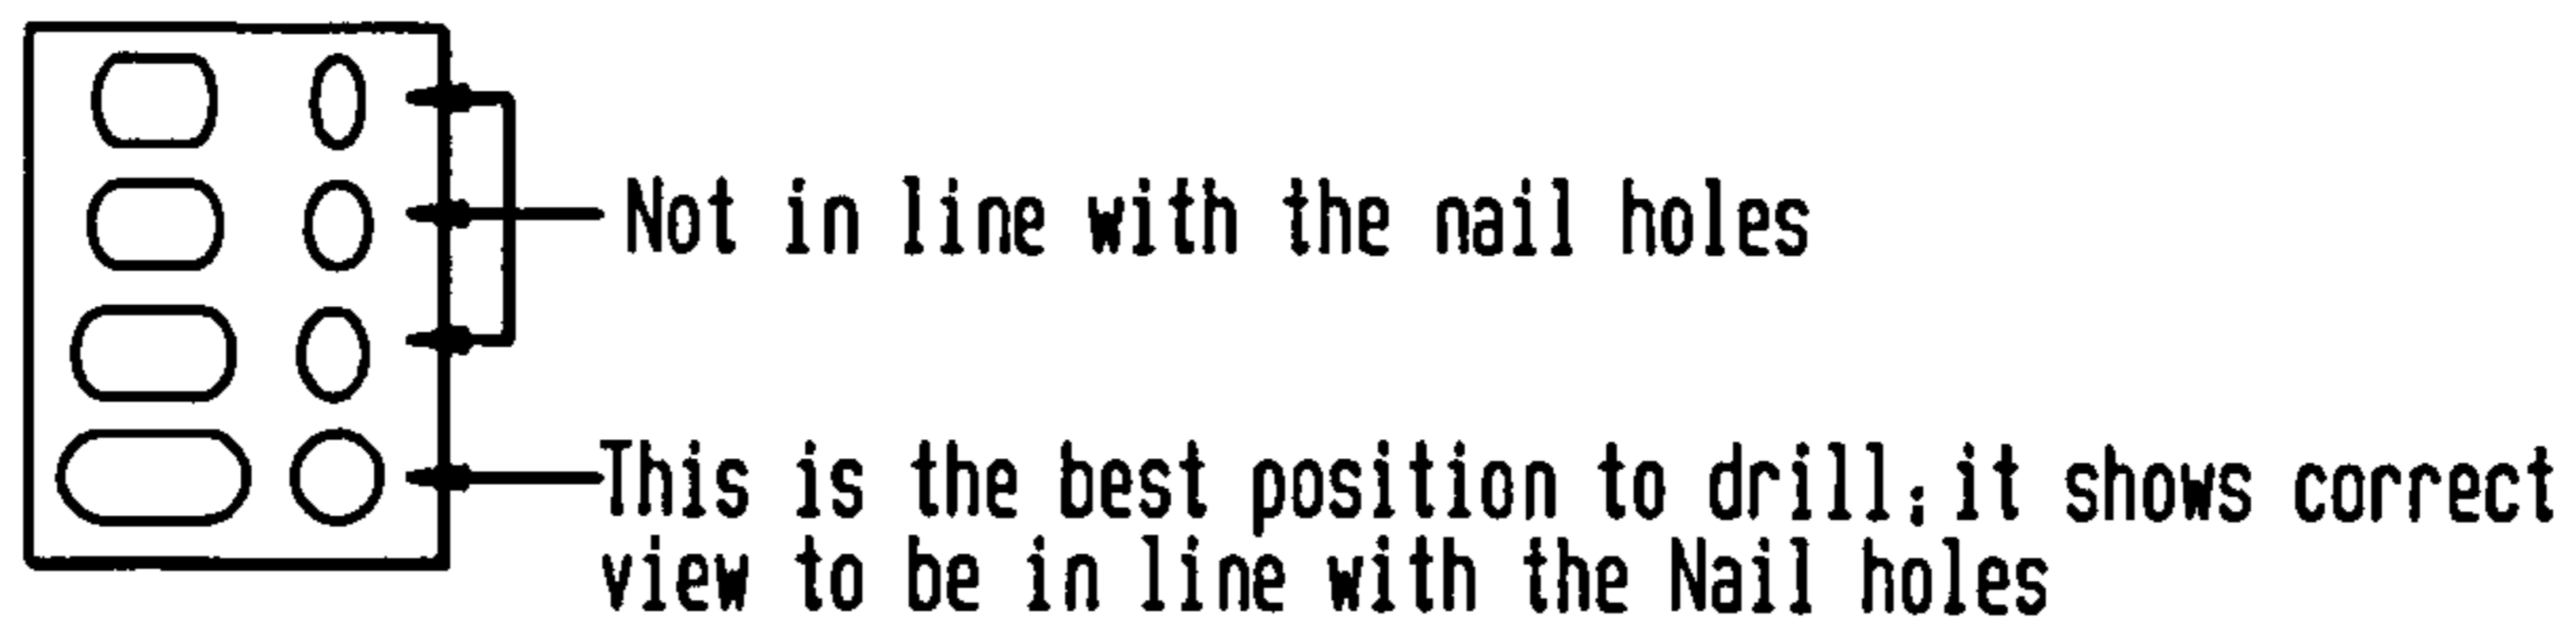 Not in line with the nail holes
This is the best position to drill; it shows correct
view to be in line with the Nail holes